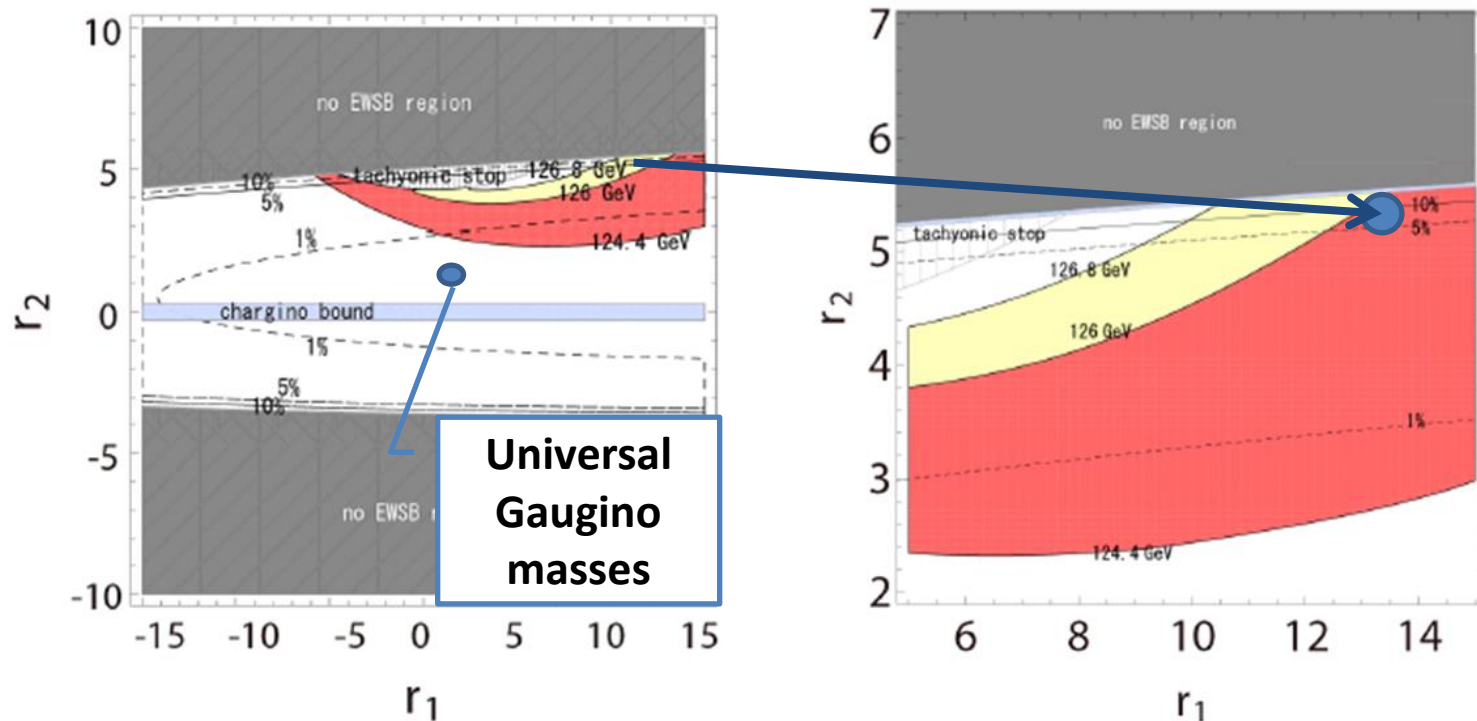 10
no EWSB region
5
10%
tachyonic stop
126.8 GeV
126 GeV
5%
1%
124.4 GeV
0
chargino bound
1%
5%
10%
-5
no EWSB
-10
-15
-10
-5
0
5
10
15
r2
r1
Universal
Gaugino
masses
7
6
no EWSB region
5
tachyonic stop
10%
5%
126.8 GeV
126 GeV
4
1%
3
124.4 GeV
2
6
8
10
12
14
r2
r1